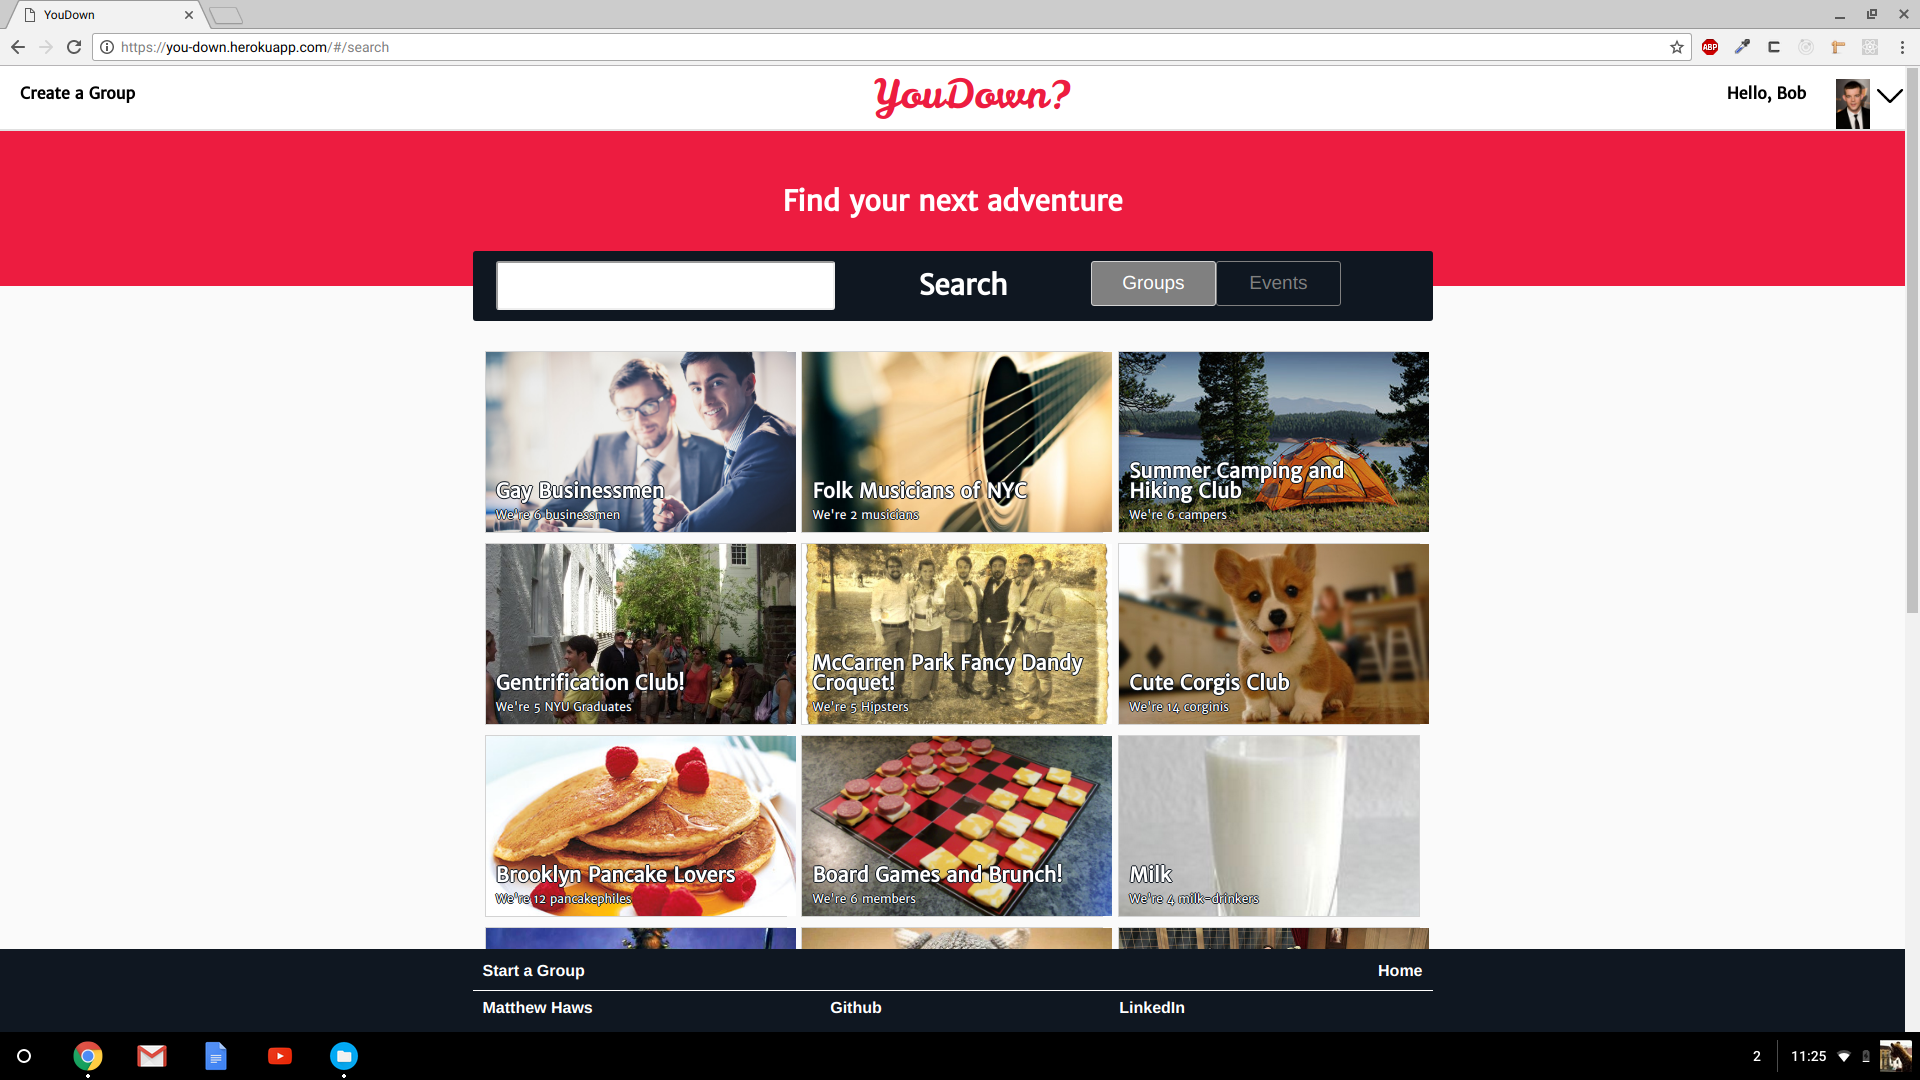 YouDown
https://you-down.herokuapp.com/#/search
ABP
Create a Group
YouDown?
Hello, Bob
Find your next adventure
Search
Groups
Events
Gay Businessmen
We're 6 businessmen
Folk Musicians of NYC
We're 2 musicians
Summer Camping and
Hiking Club
We're 6 campers
Gentrification Club!
We're 5 NYU Graduates
McCarren Park Fancy Dandy
Croquet!
We're 5 Hipsters
Cute Corgis Club
We're 14 corginis
Brooklyn Pancake Lovers
We're 12 pancakephiles
Board Games and Brunch!
We're 6 members
Milk
We're 4 milk-drinkers
Start a Group
Home
Matthew Haws
Github
LinkedIn
2
11:25